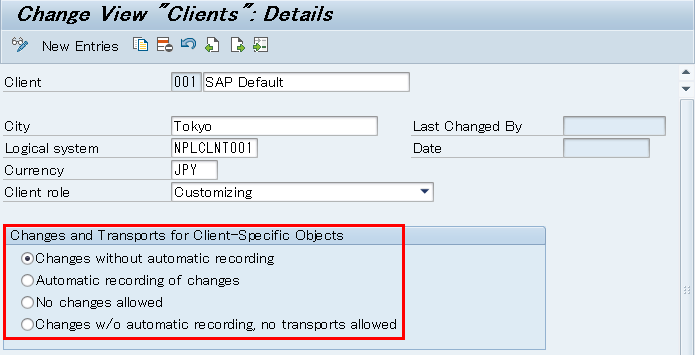 Change View "Clients": Details
New Entries
Client 001 SAP Default
City Tokyo Last Changed By
Logical system NPLCLNT001 Date
Currency JPY
Client role Customizing
Changes and Transports for Client-Specific Objects
Changes without automatic recording
Automatic recording of changes
No changes allowed
Changes w/o automatic recording, no transports allowed